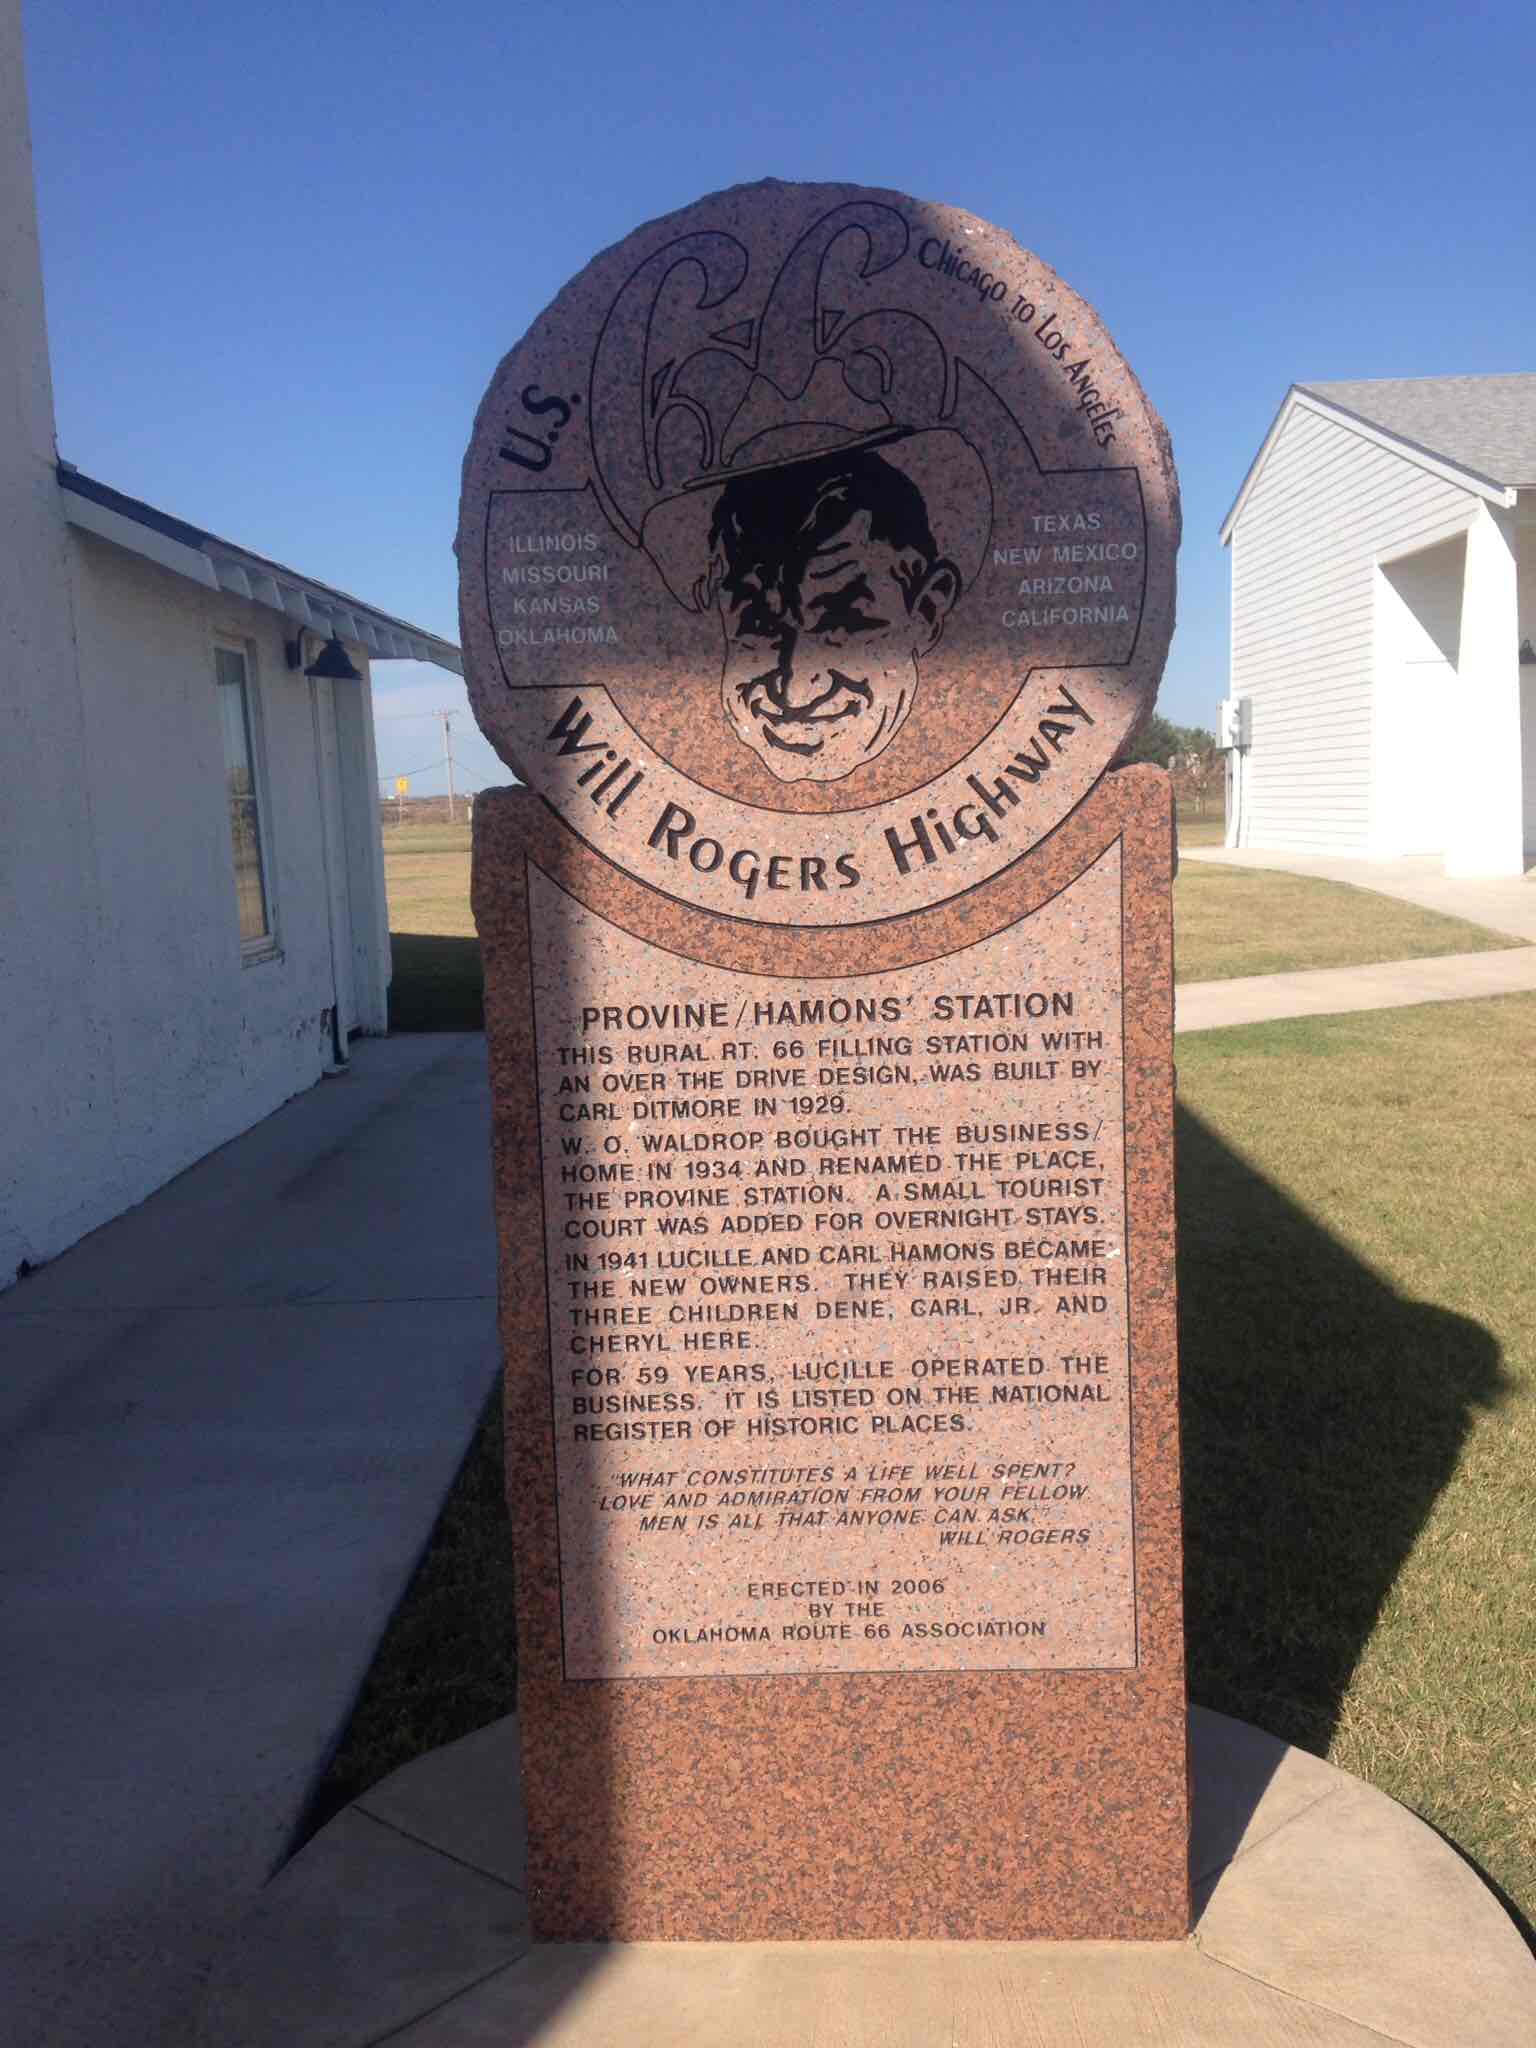 66
U.S.
Chicago to Los Angeles
ILLINOIS
MISSOURI
KANSAS
OKLAHOMA
TEXAS
NEW MEXICO
ARIZONA
CALIFORNIA
Will Rogers Highway
PROVINE/HAMONS' STATION
THIS RURAL RT. 66 FILLING STATION WITH
AN OVER THE DRIVE DESIGN, WAS BUILT BY
CARL DITMORE IN 1929.
W. O. WALDROP BOUGHT THE BUSINESS/
HOME IN 1934 AND RENAMED THE PLACE,
THE PROVINE STATION. A SMALL TOURIST
COURT WAS ADDED FOR OVERNIGHT STAYS.
IN 1941 LUCILLE AND CARL HAMONS BECAME
THE NEW OWNERS. THEY RAISED THEIR
THREE CHILDREN DENE, CARL, JR. AND
CHERYL HERE.
FOR 59 YEARS, LUCILLE OPERATED THE
BUSINESS. IT IS LISTED ON THE NATIONAL
REGISTER OF HISTORIC PLACES.
"WHAT CONSTITUTES A LIFE WELL SPENT?
LOVE AND ADMIRATION FROM YOUR FELLOW
MEN IS ALL THAT ANYONE CAN ASK."
WILL ROGERS
ERECTED IN 2006
BY THE
OKLAHOMA ROUTE 66 ASSOCIATION